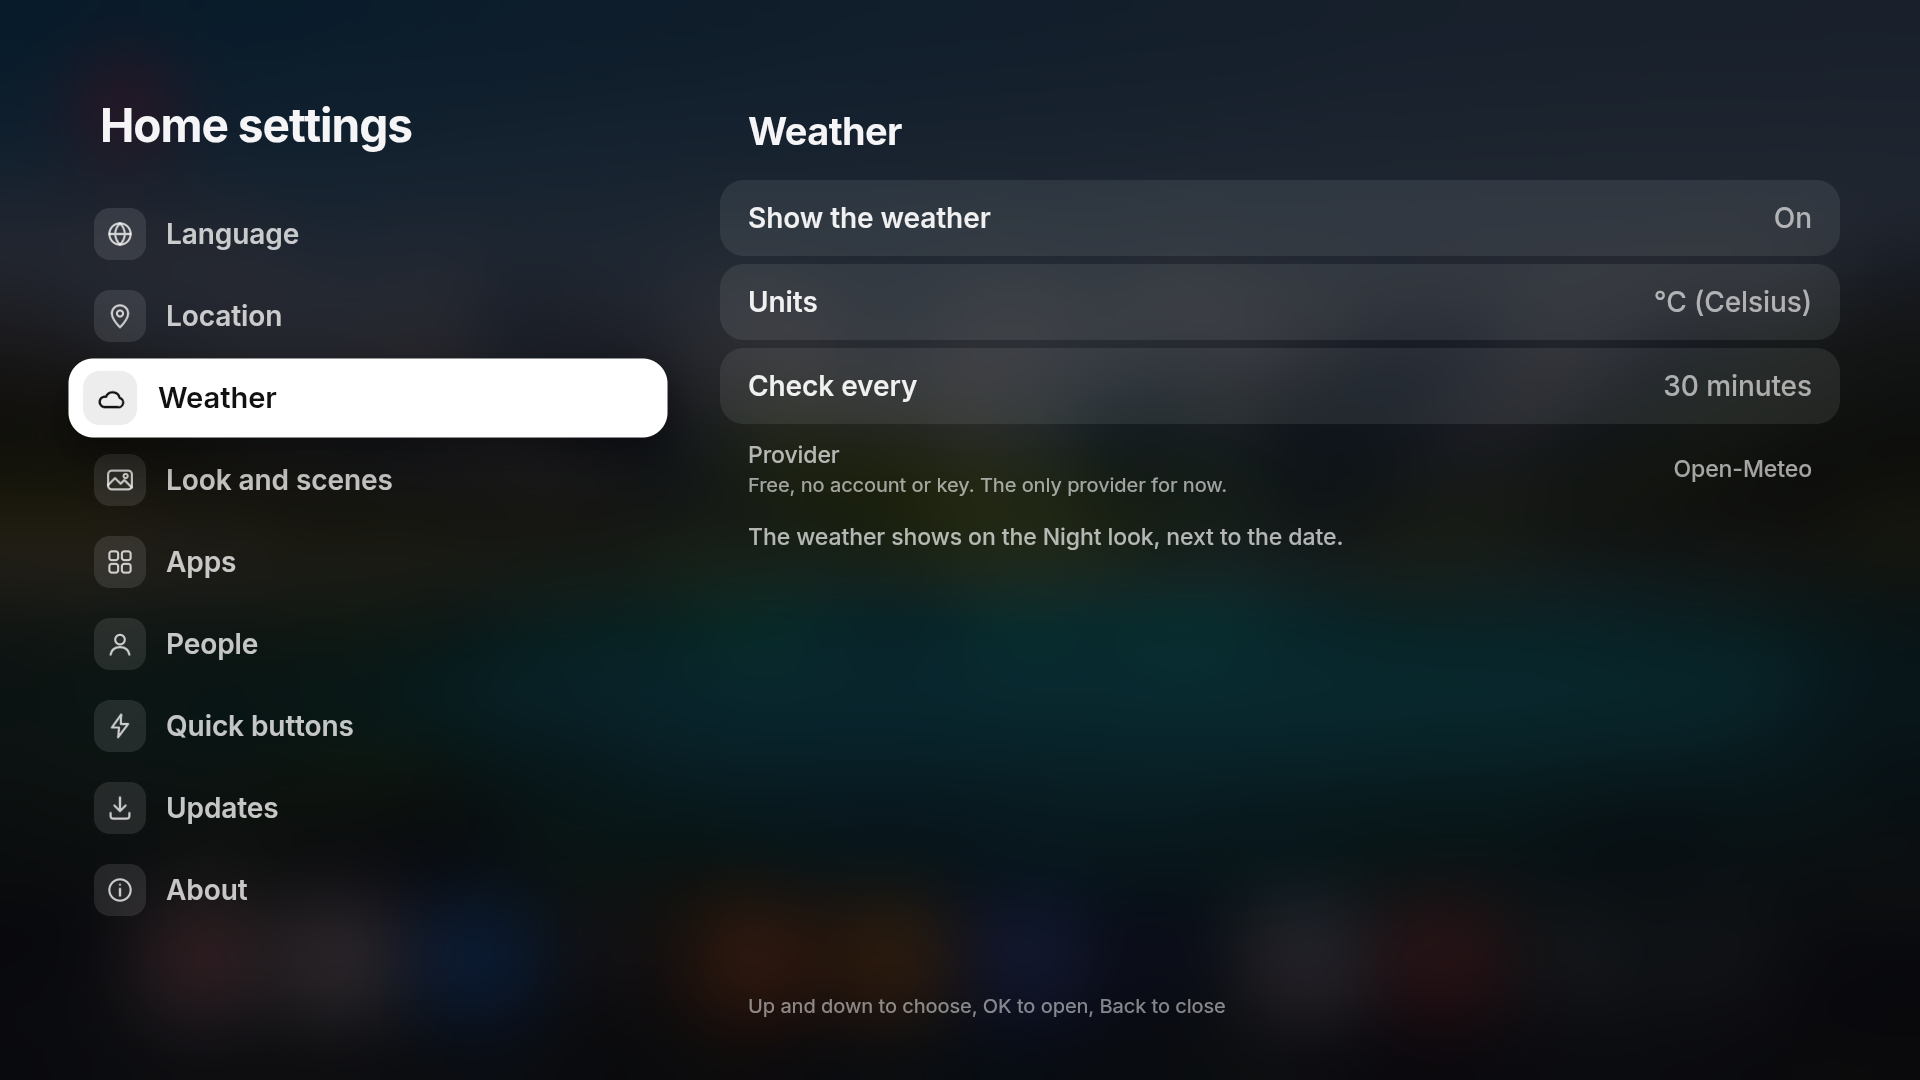 Home settings
Language
Location
Weather
Look and scenes
Apps
People
Quick buttons
Updates
About
Weather
Show the weather On
Units °C (Celsius)
Check every 30 minutes
Provider
Free, no account or key. The only provider for now.
Open-Meteo
The weather shows on the Night look, next to the date.
Up and down to choose, OK to open, Back to close